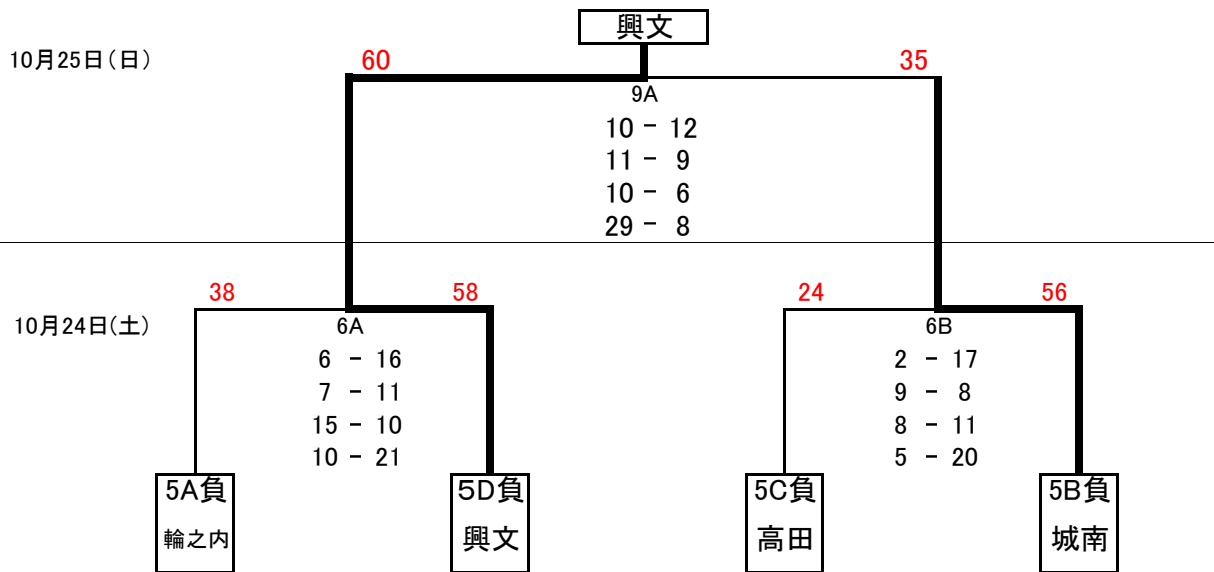 興文
10月25日(日)
60
35
9A
10 - 12
11 - 9
10 - 6
29 - 8
38
58
24
56
10月24日(土)
6A
6B
6 - 16
7 - 11
15 - 10
10 - 21
2 - 17
9 - 8
8 - 11
5 - 20
5A負
輪之内
5D負
興文
5C負
高田
5B負
城南